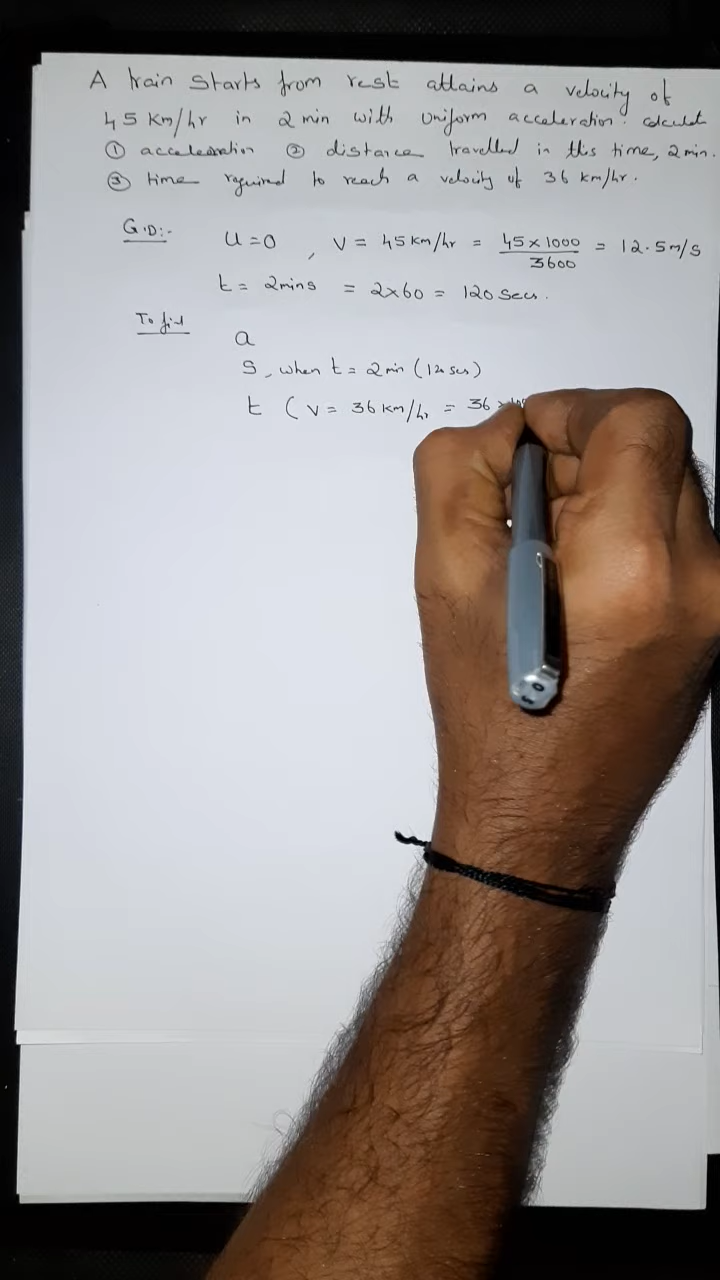 A train starts from rest attains a velocity of
45 Km/hr in 2 min with uniform acceleration. calculat
① acceleration ② distance travelled in this time, 2 min.
③ time required to reach a velocity of 36 km/hr.
G.D:- U = 0 , V = 45 Km/hr = 45 x 1000 / 3600 = 12.5 m/s
t = 2 mins = 2 x 60 = 120 Secs.
To find a
S, when t = 2 min (120 secs)
t ( V = 36 km/hr = 36 x